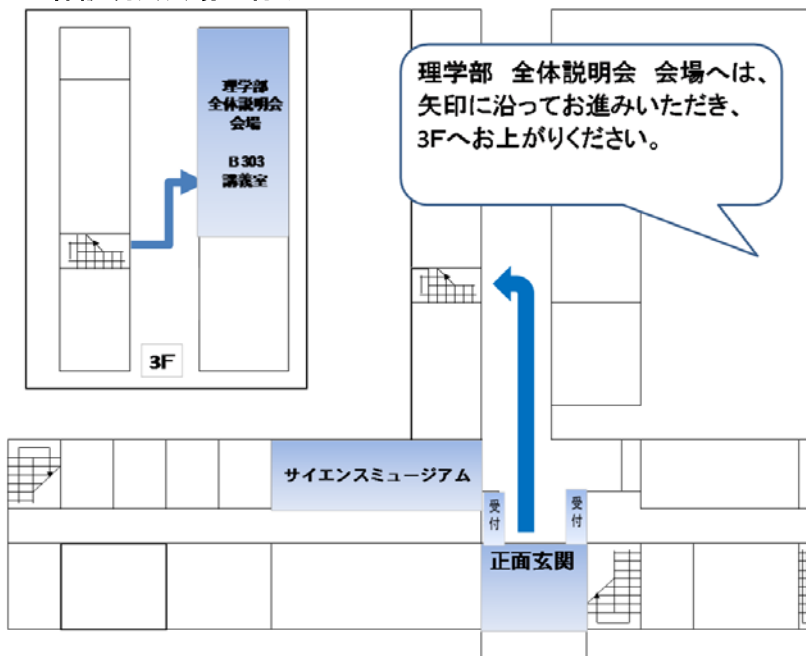 理学部
全体説明会
会場
B303
講義室
理学部 全体説明会 会場へは、
矢印に沿ってお進みいただき、
3Fへお上がりください。
3F
サイエンスミュージアム
受付
受付
正面玄関